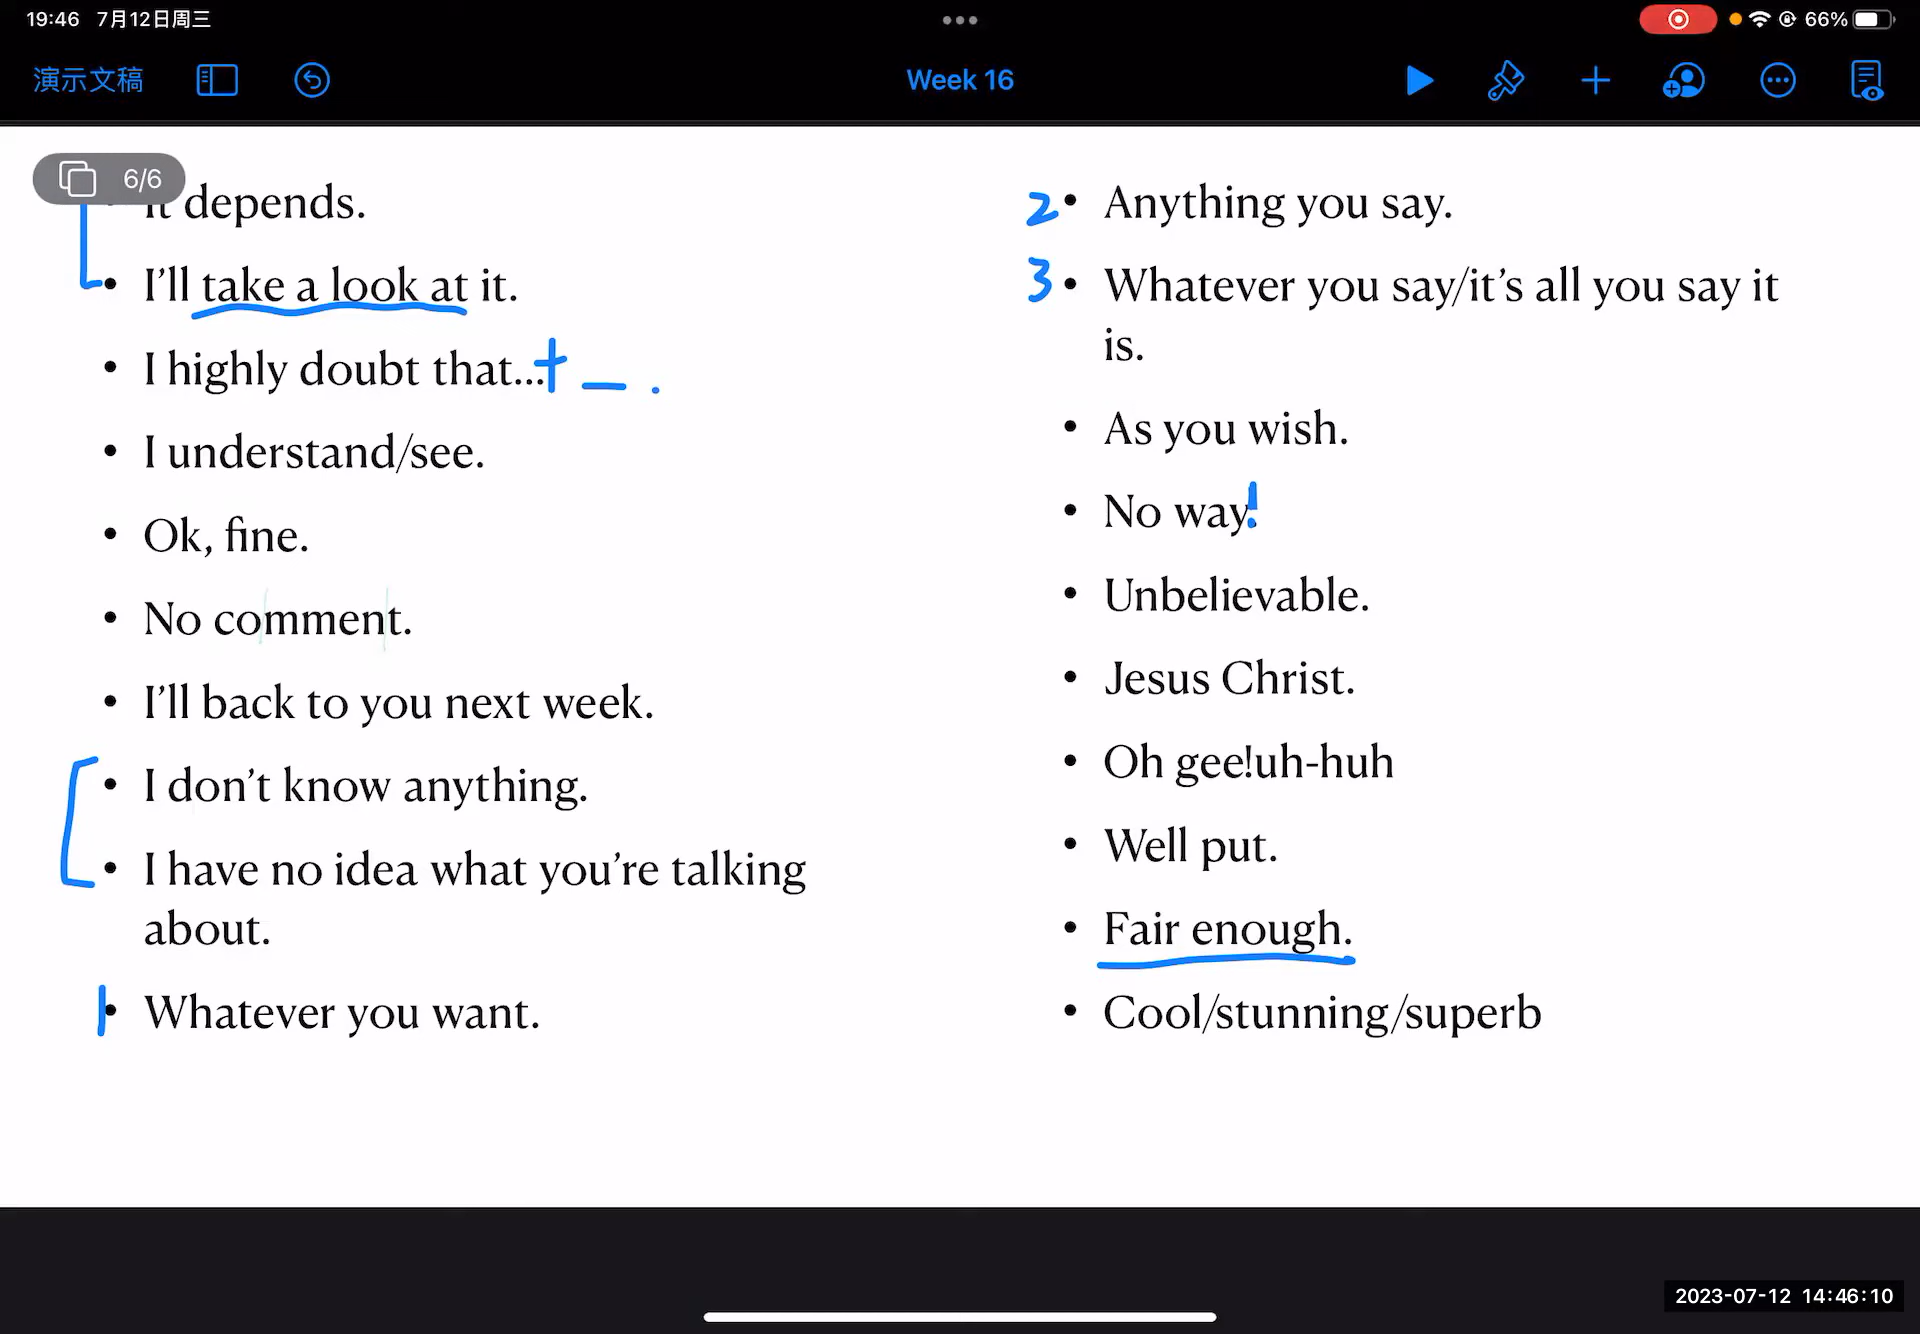 19:46 7月12日周三
66%
演示文稿
Week 16
6/6
It depends.
I'll take a look at it.
I highly doubt that...+ _ .
I understand/see.
Ok, fine.
No comment.
I'll back to you next week.
I don't know anything.
I have no idea what you're talking
about.
1 Whatever you want.
2 Anything you say.
3 Whatever you say/it's all you say it
is.
As you wish.
No way!
Unbelievable.
Jesus Christ.
Oh gee!uh-huh
Well put.
Fair enough.
Cool/stunning/superb
2023-07-12 14:46:10